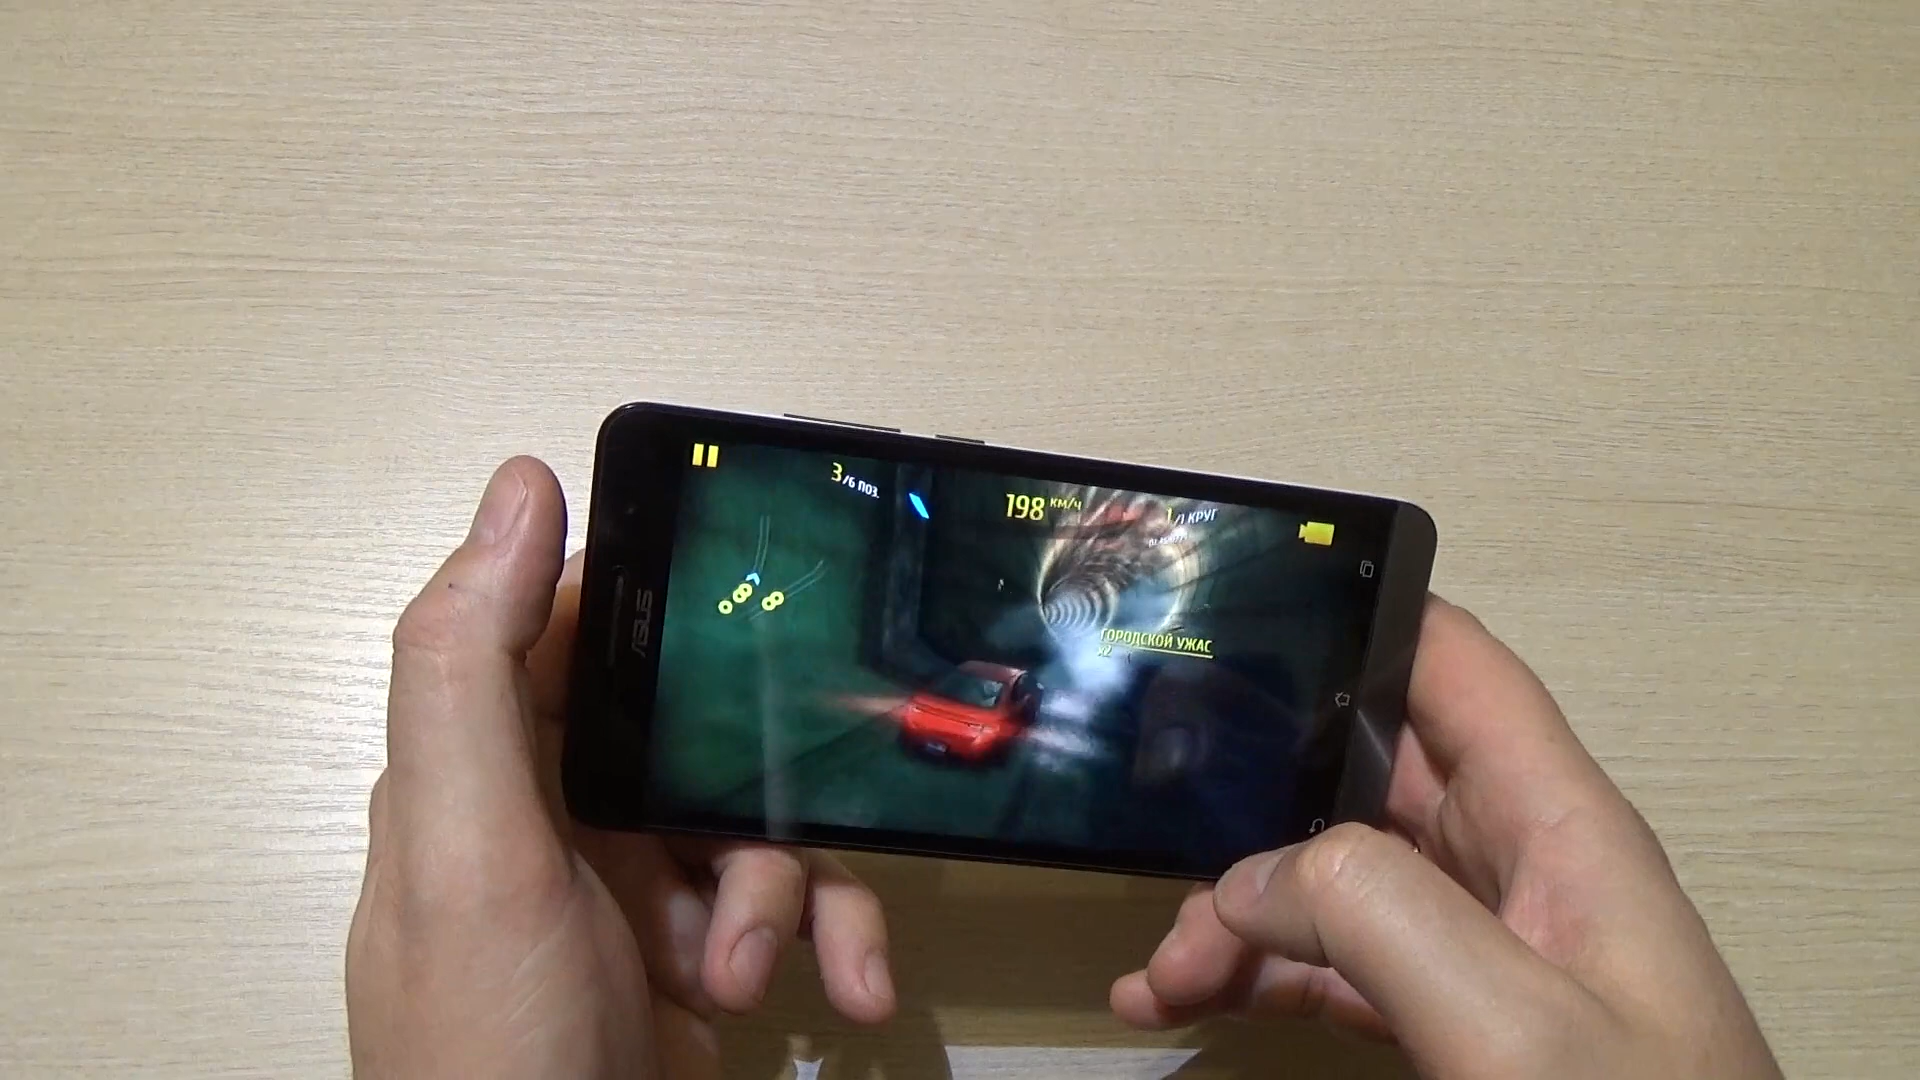 3/6 ПОЗ.
198 КМ/Ч
1/1 КРУГ
ГОРОДСКОЙ УЖАС
x2
ASUS